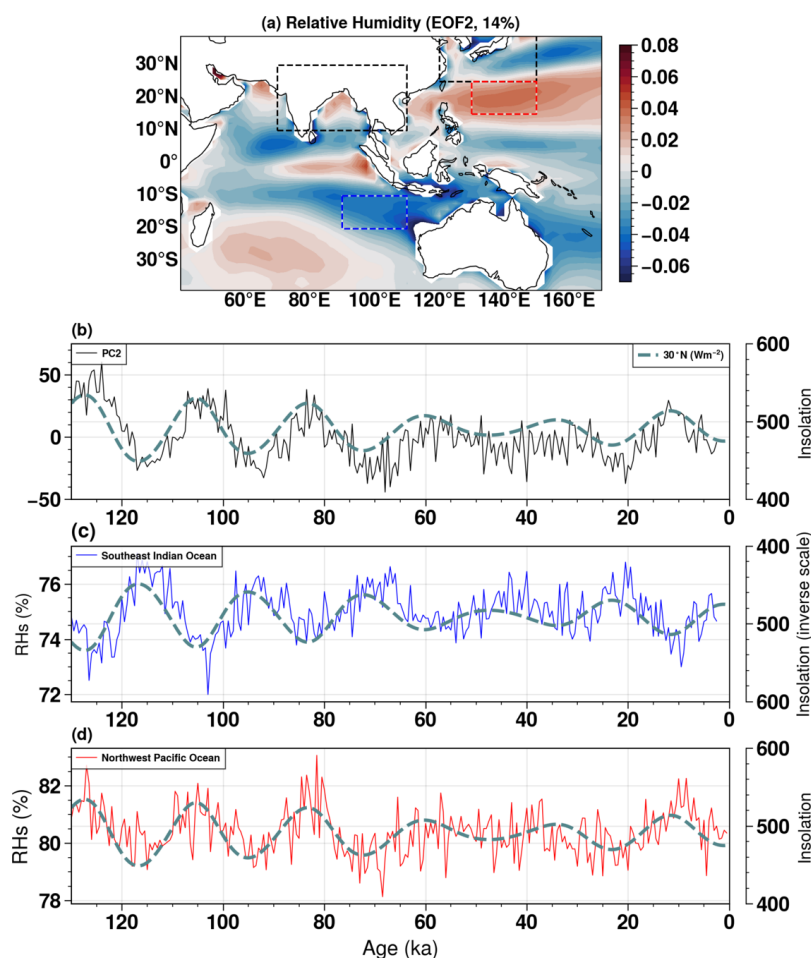 (a) Relative Humidity (EOF2, 14%)
30°N
20°N
10°N
0°
10°S
20°S
30°S
60°E 80°E 100°E 120°E 140°E 160°E
0.08
0.06
0.04
0.02
0
−0.02
−0.04
−0.06
(b)
PC2
30°N (Wm⁻²)
50
0
−50
600
500
400
Insolation
120 100 80 60 40 20 0
(c)
Southeast Indian Ocean
RHs (%)
76
74
72
400
500
600
Insolation (inverse scale)
120 100 80 60 40 20 0
(d)
Northwest Pacific Ocean
RHs (%)
82
80
78
600
500
400
Insolation
120 100 80 60 40 20 0
Age (ka)